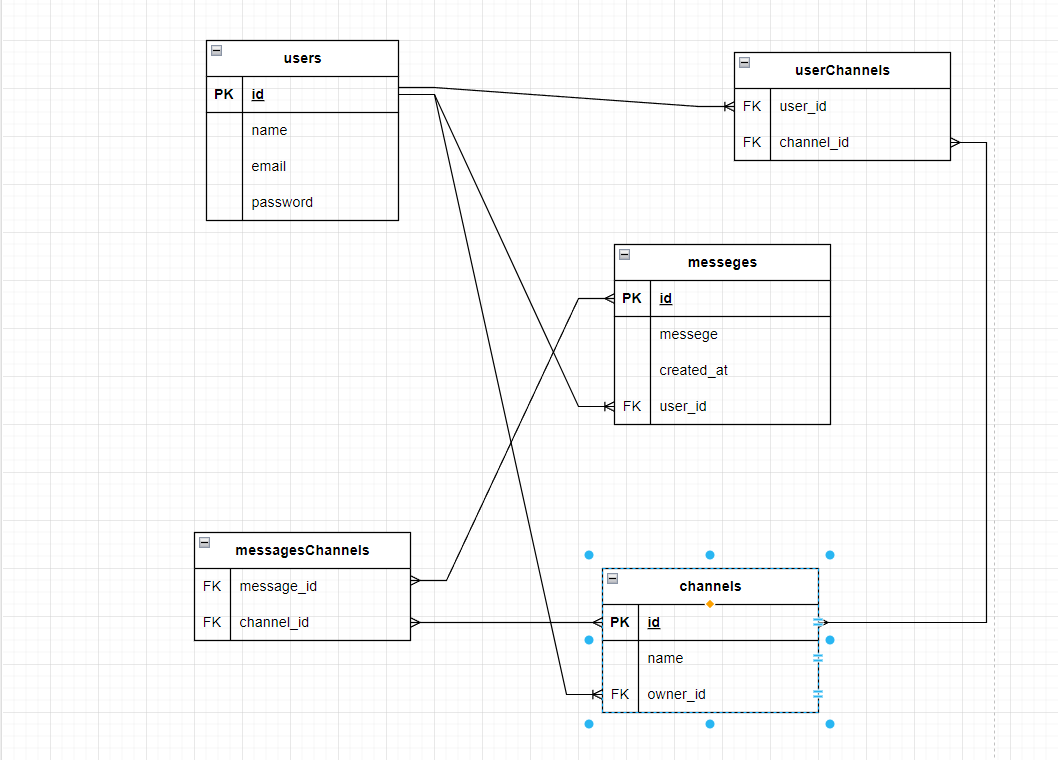 users
PK id
name
email
password
userChannels
FK user_id
FK channel_id
messeges
PK id
messege
created_at
FK user_id
messagesChannels
FK message_id
FK channel_id
channels
PK id
name
FK owner_id